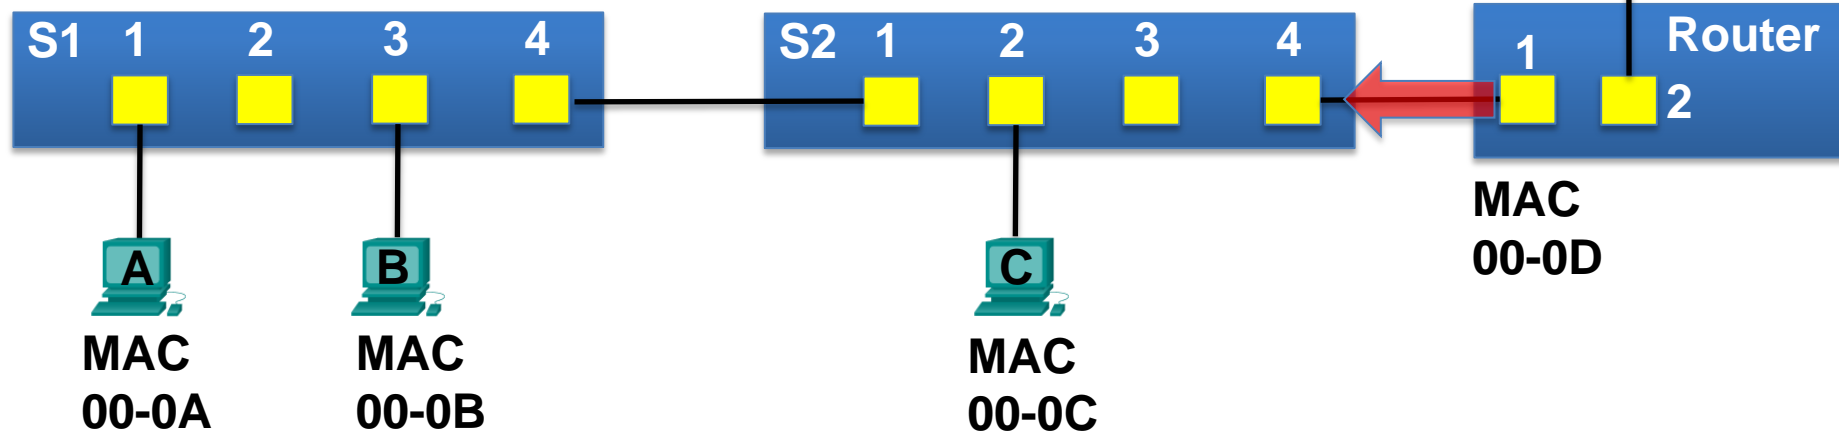 S1 1 2 3 4
S2 1 2 3 4
Router
1
2
A
B
C
MAC
00-0A
MAC
00-0B
MAC
00-0C
MAC
00-0D